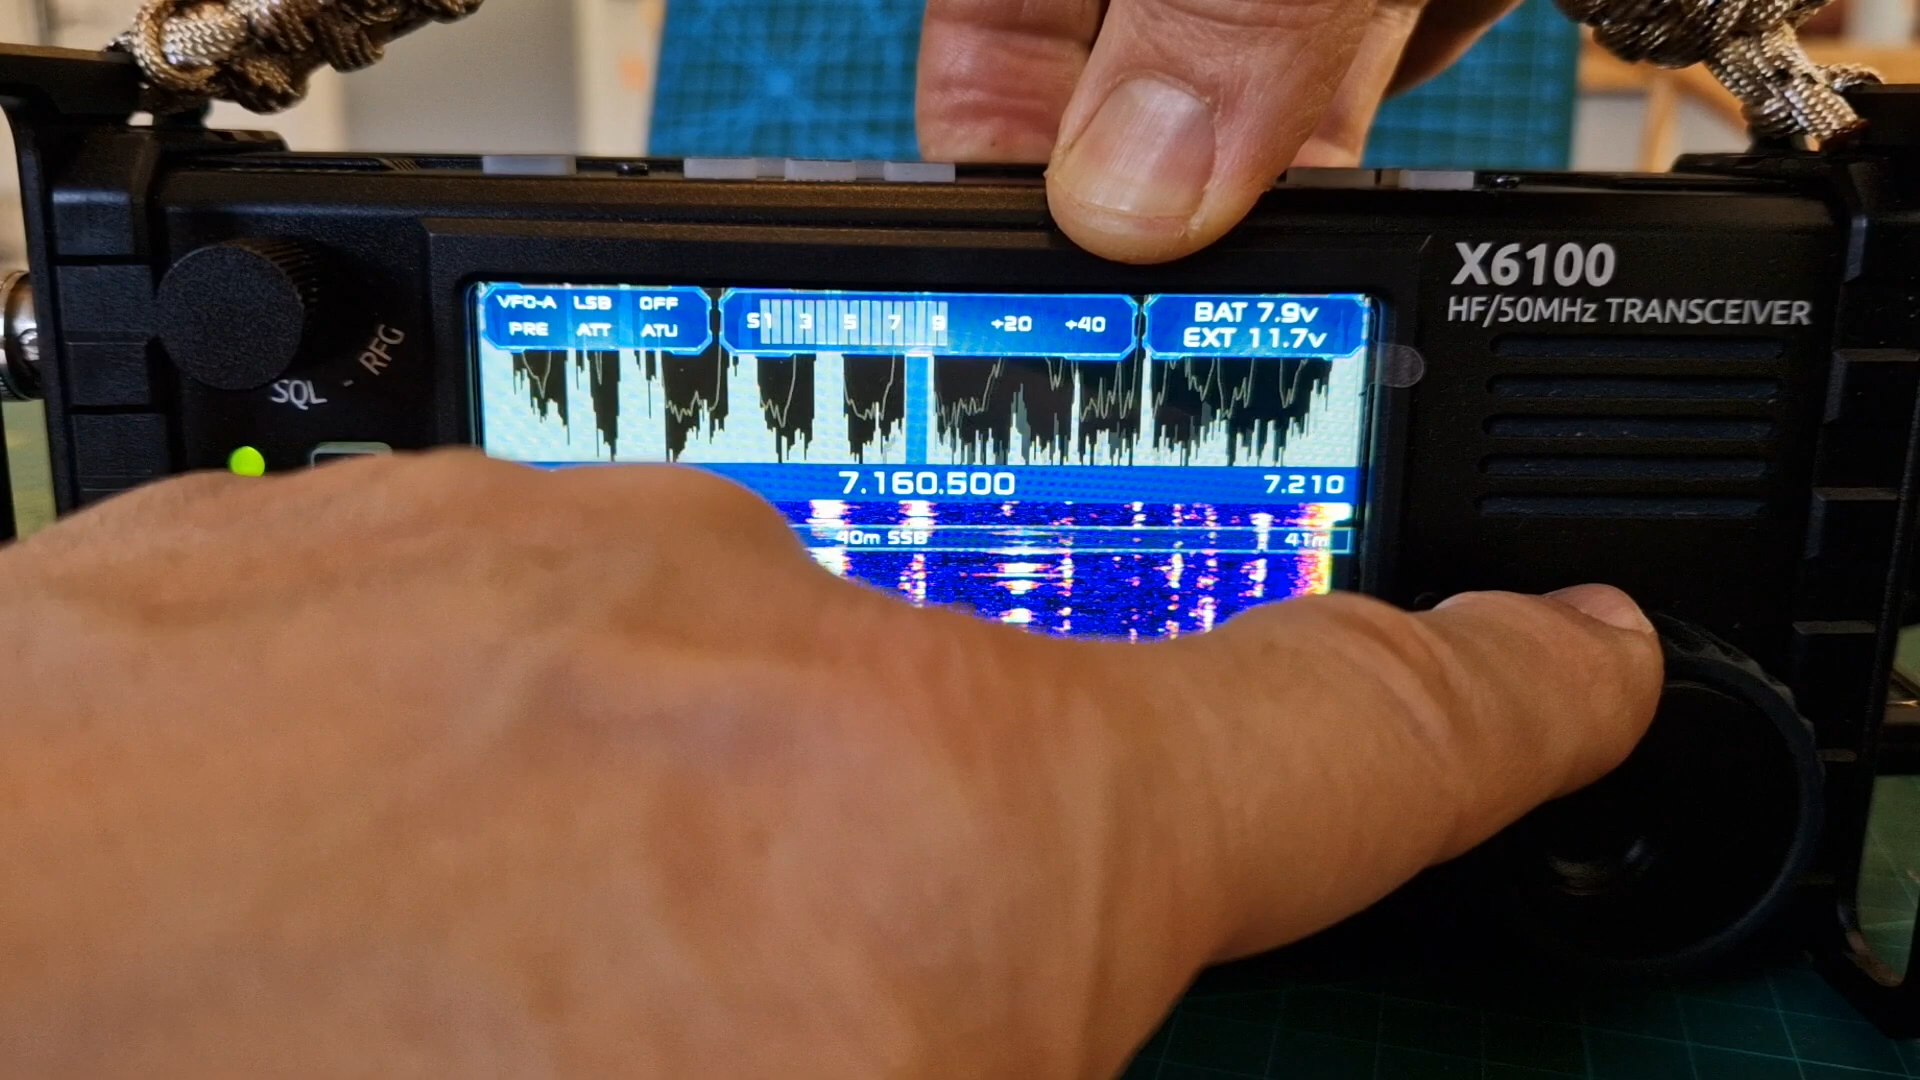 X6100
HF/50MHz TRANSCEIVER
VFO-A LSB OFF
PRE ATT ATU
S1 3 5 7 9 +20 +40
BAT 7.9v
EXT 11.7v
SQL - RFG
7.160.500 7.210
40m SSB 41m